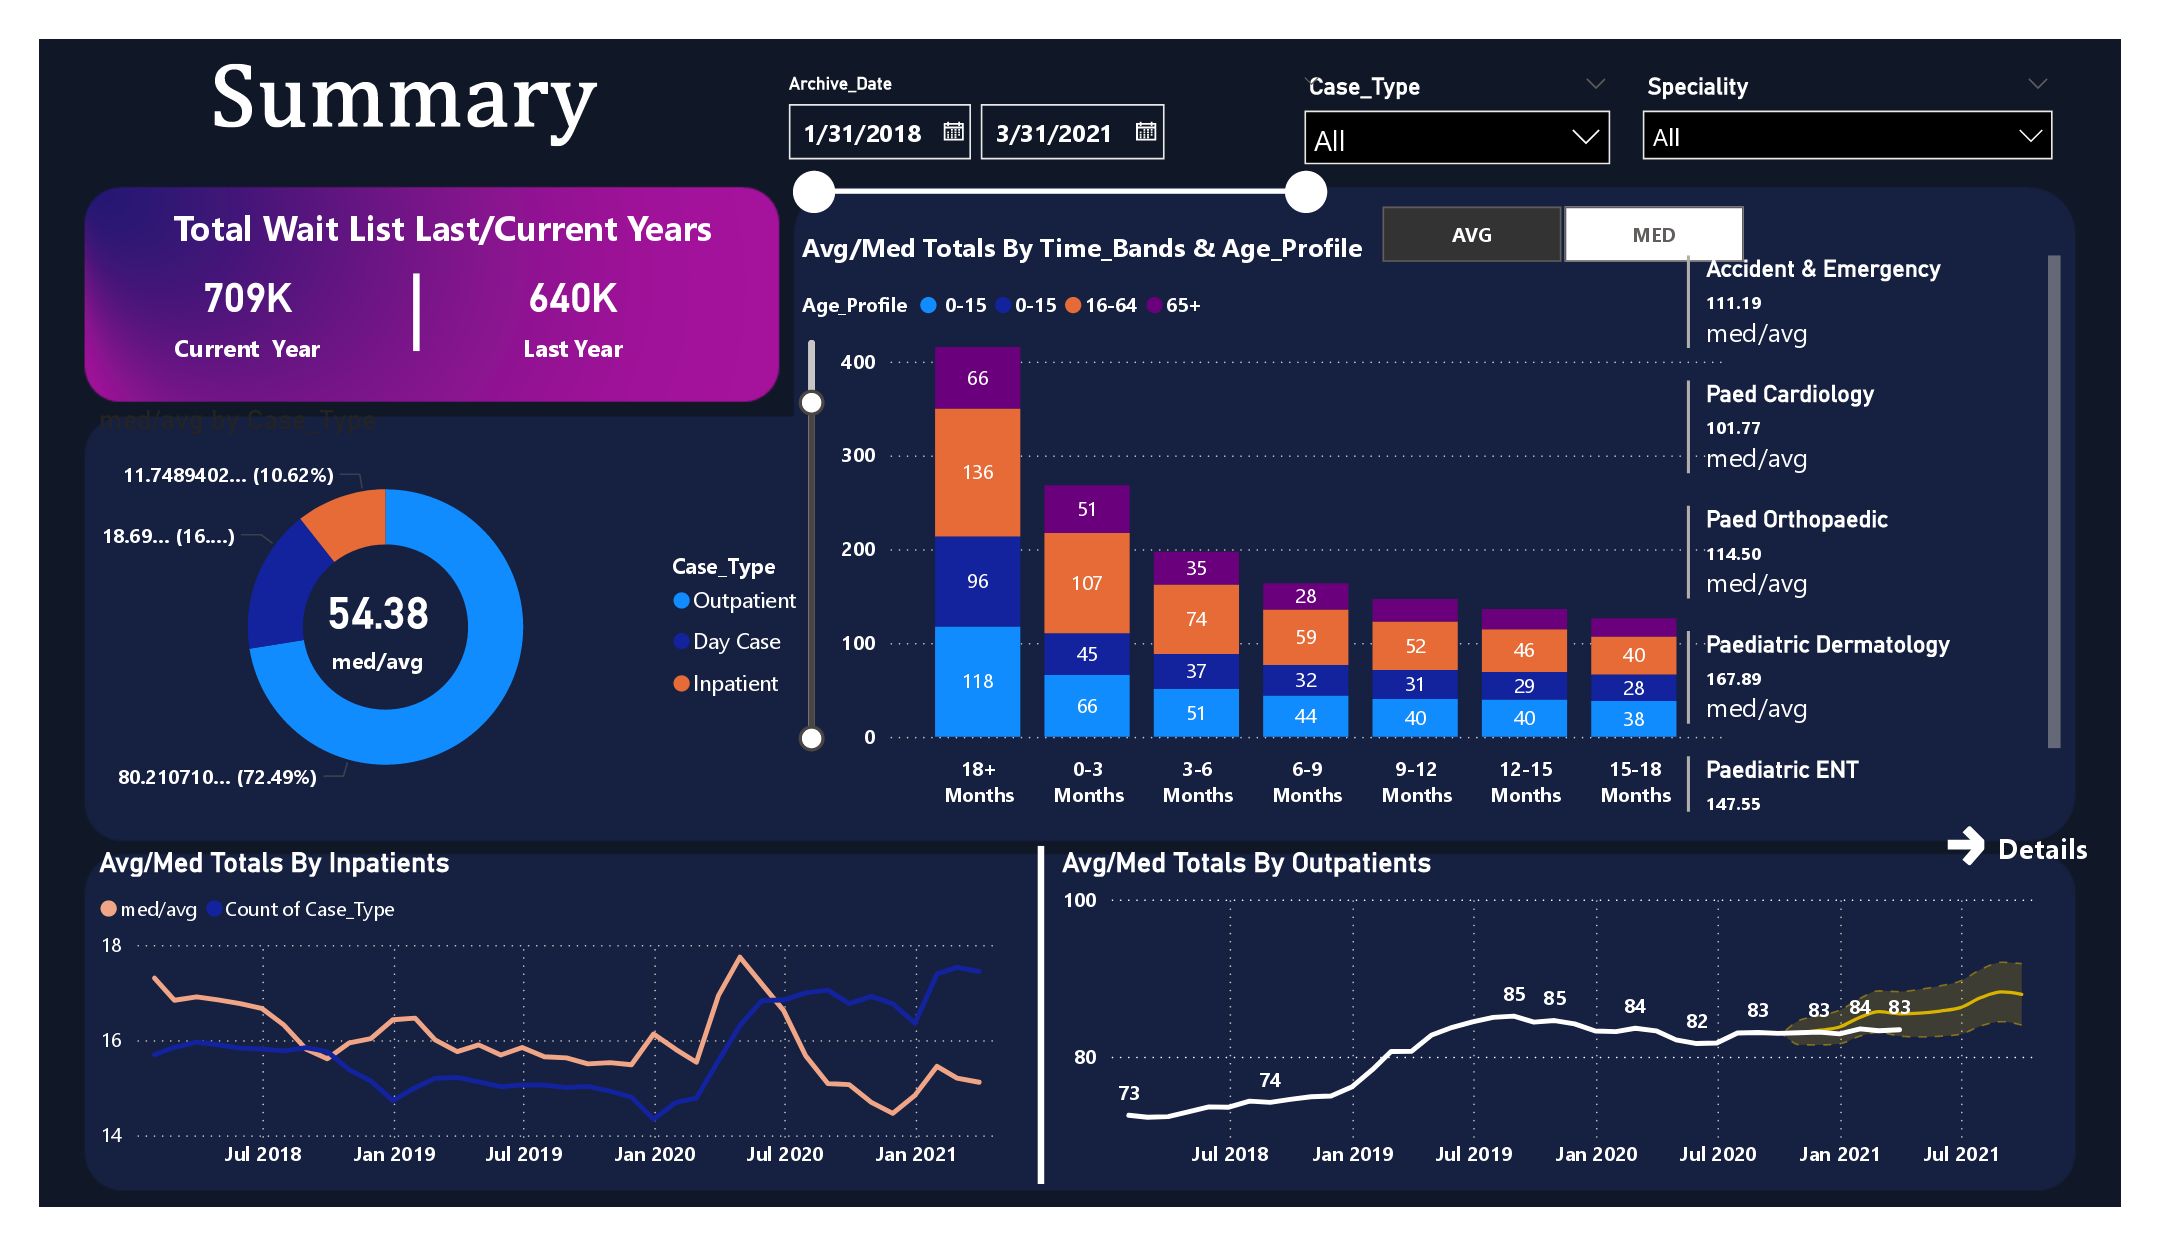 Summary
Archive_Date
1/31/2018
3/31/2021
Case_Type
All
Speciality
All
Total Wait List Last/Current Years
709K
Current Year
640K
Last Year
med/avg by Case_Type
11.7489402... (10.62%)
18.69... (16....)
54.38
med/avg
80.210710... (72.49%)
Case_Type
Outpatient
Day Case
Inpatient
Avg/Med Totals By Time_Bands & Age_Profile
AVG
MED
Age_Profile 0-15 0-15 16-64 65+
400
300
200
100
0
66
136
96
118
51
107
45
66
35
74
37
51
28
59
32
44
52
31
40
46
29
40
40
28
38
18+ Months
0-3 Months
3-6 Months
6-9 Months
9-12 Months
12-15 Months
15-18 Months
Accident & Emergency
111.19
med/avg
Paed Cardiology
101.77
med/avg
Paed Orthopaedic
114.50
med/avg
Paediatric Dermatology
167.89
med/avg
Paediatric ENT
147.55
Details
Avg/Med Totals By Inpatients
med/avg Count of Case_Type
18
16
14
Jul 2018 Jan 2019 Jul 2019 Jan 2020 Jul 2020 Jan 2021
Avg/Med Totals By Outpatients
100
80
73 74 85 85 84 82 83 83 84 83
Jul 2018 Jan 2019 Jul 2019 Jan 2020 Jul 2020 Jan 2021 Jul 2021